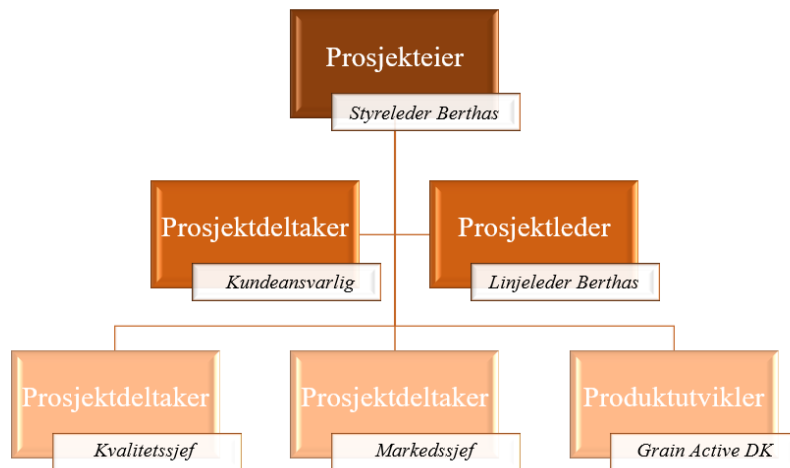 Prosjekteier
Styreleder Berthas
Prosjektdeltaker
Kundeansvarlig
Prosjektleder
Linjeleder Berthas
Prosjektdeltaker
Kvalitetssjef
Prosjektdeltaker
Markedssjef
Produktutvikler
Grain Active DK